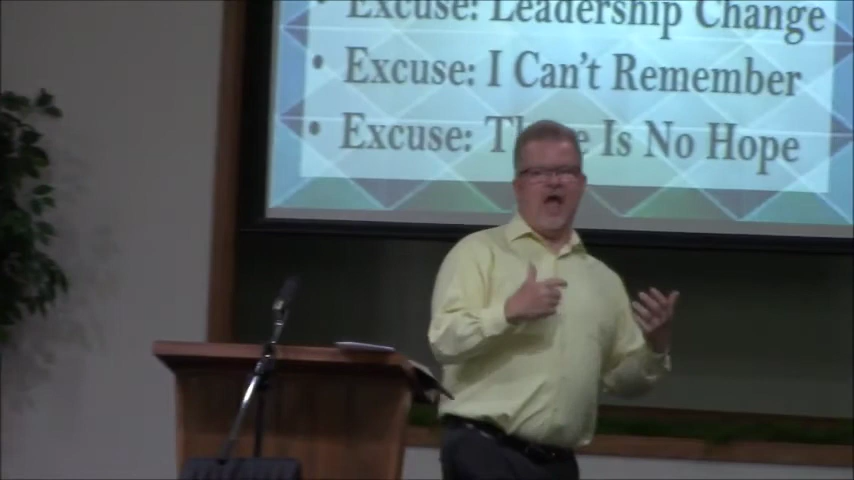 • Excuse: Leadership Change
• Excuse: I Can't Remember
• Excuse: Is No Hope